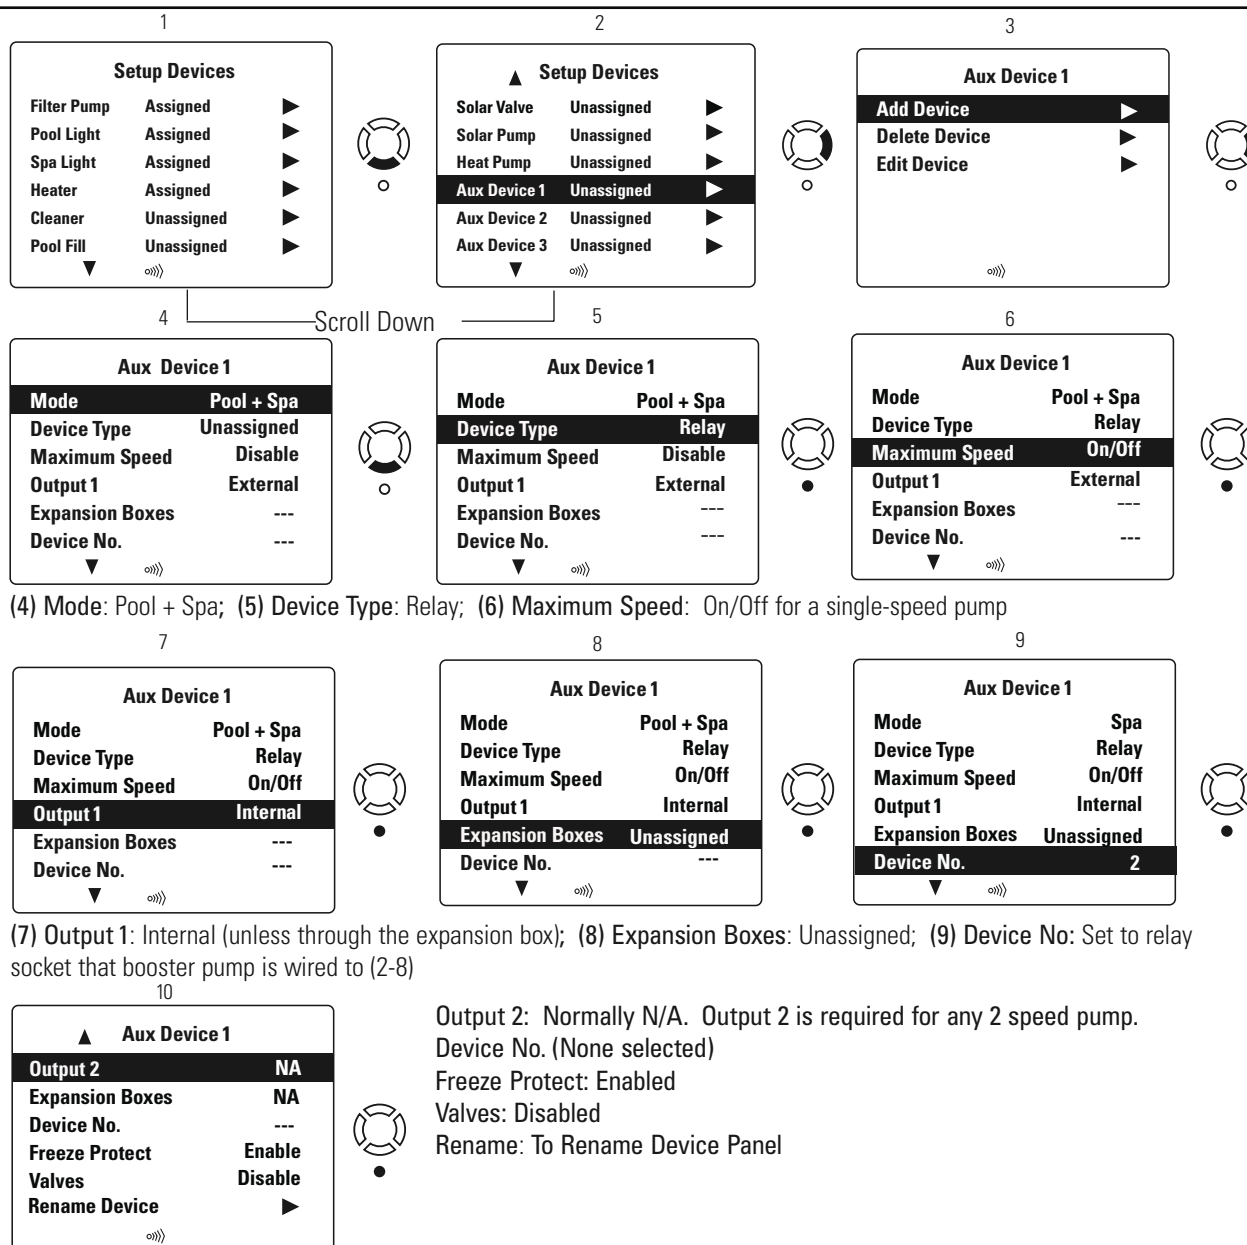 1
Setup Devices
Filter Pump Assigned
Pool Light Assigned
Spa Light Assigned
Heater Assigned
Cleaner Unassigned
Pool Fill Unassigned
2
Setup Devices
Solar Valve Unassigned
Solar Pump Unassigned
Heat Pump Unassigned
Aux Device 1 Unassigned
Aux Device 2 Unassigned
Aux Device 3 Unassigned
3
Aux Device 1
Add Device
Delete Device
Edit Device
Scroll Down
4
Aux Device 1
Mode Pool + Spa
Device Type Unassigned
Maximum Speed Disable
Output 1 External
Expansion Boxes ---
Device No. ---
5
Aux Device 1
Mode Pool + Spa
Device Type Relay
Maximum Speed Disable
Output 1 External
Expansion Boxes ---
Device No. ---
6
Aux Device 1
Mode Pool + Spa
Device Type Relay
Maximum Speed On/Off
Output 1 External
Expansion Boxes ---
Device No. ---
(4) Mode: Pool + Spa; (5) Device Type: Relay; (6) Maximum Speed: On/Off for a single-speed pump
7
Aux Device 1
Mode Pool + Spa
Device Type Relay
Maximum Speed On/Off
Output 1 Internal
Expansion Boxes ---
Device No. ---
8
Aux Device 1
Mode Pool + Spa
Device Type Relay
Maximum Speed On/Off
Output 1 Internal
Expansion Boxes Unassigned
Device No. ---
9
Aux Device 1
Mode Spa
Device Type Relay
Maximum Speed On/Off
Output 1 Internal
Expansion Boxes Unassigned
Device No. 2
(7) Output 1: Internal (unless through the expansion box); (8) Expansion Boxes: Unassigned; (9) Device No: Set to relay
socket that booster pump is wired to (2-8)
10
Aux Device 1
Output 2 NA
Expansion Boxes NA
Device No. ---
Freeze Protect Enable
Valves Disable
Rename Device
Output 2: Normally N/A. Output 2 is required for any 2 speed pump.
Device No. (None selected)
Freeze Protect: Enabled
Valves: Disabled
Rename: To Rename Device Panel